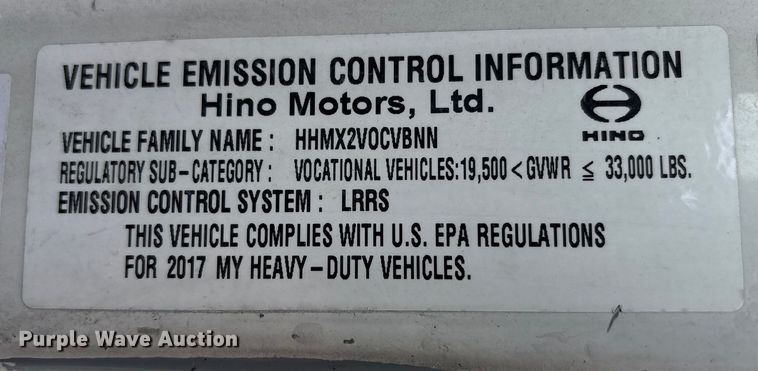 VEHICLE EMISSION CONTROL INFORMATION
Hino Motors, Ltd.
HINO
VEHICLE FAMILY NAME : HHMX2VOCVBNN
REGULATORY SUB-CATEGORY : VOCATIONAL VEHICLES:19,500 < GVWR ≤ 33,000 LBS.
EMISSION CONTROL SYSTEM : LRRS
THIS VEHICLE COMPLIES WITH U.S. EPA REGULATIONS
FOR 2017 MY HEAVY-DUTY VEHICLES.
Purple Wave Auction